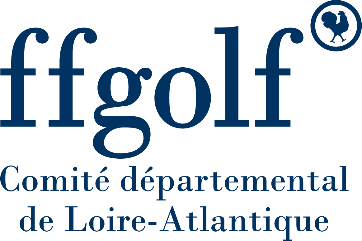 ffgolf
Comité départemental
de Loire-Atlantique